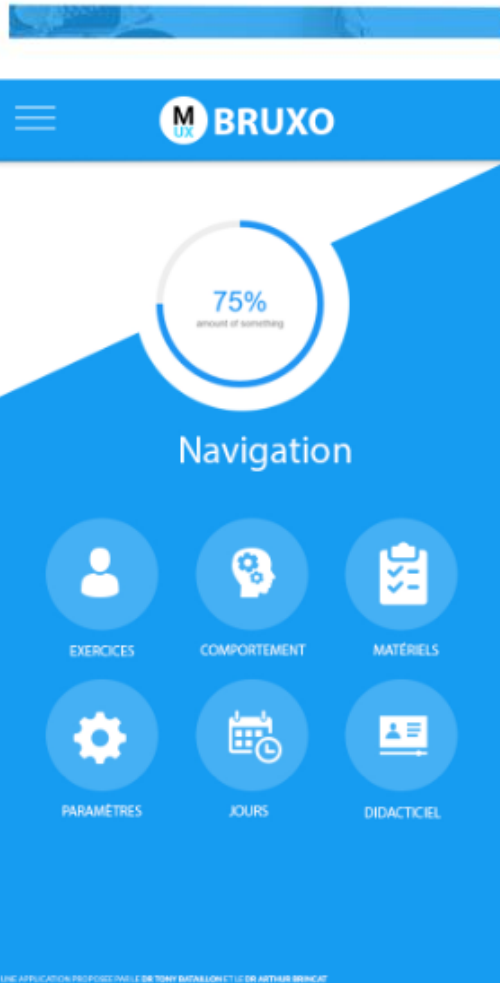 M
UX
BRUXO
75%
amount of something
Navigation
EXERCICES
COMPORTEMENT
MATÉRIELS
PARAMÈTRES
JOURS
DIDACTICIEL
UNE APPLICATION PROPOSÉE PAR LE DR TONY BATAILLON ET LE DR ARTHUR BRINCAT